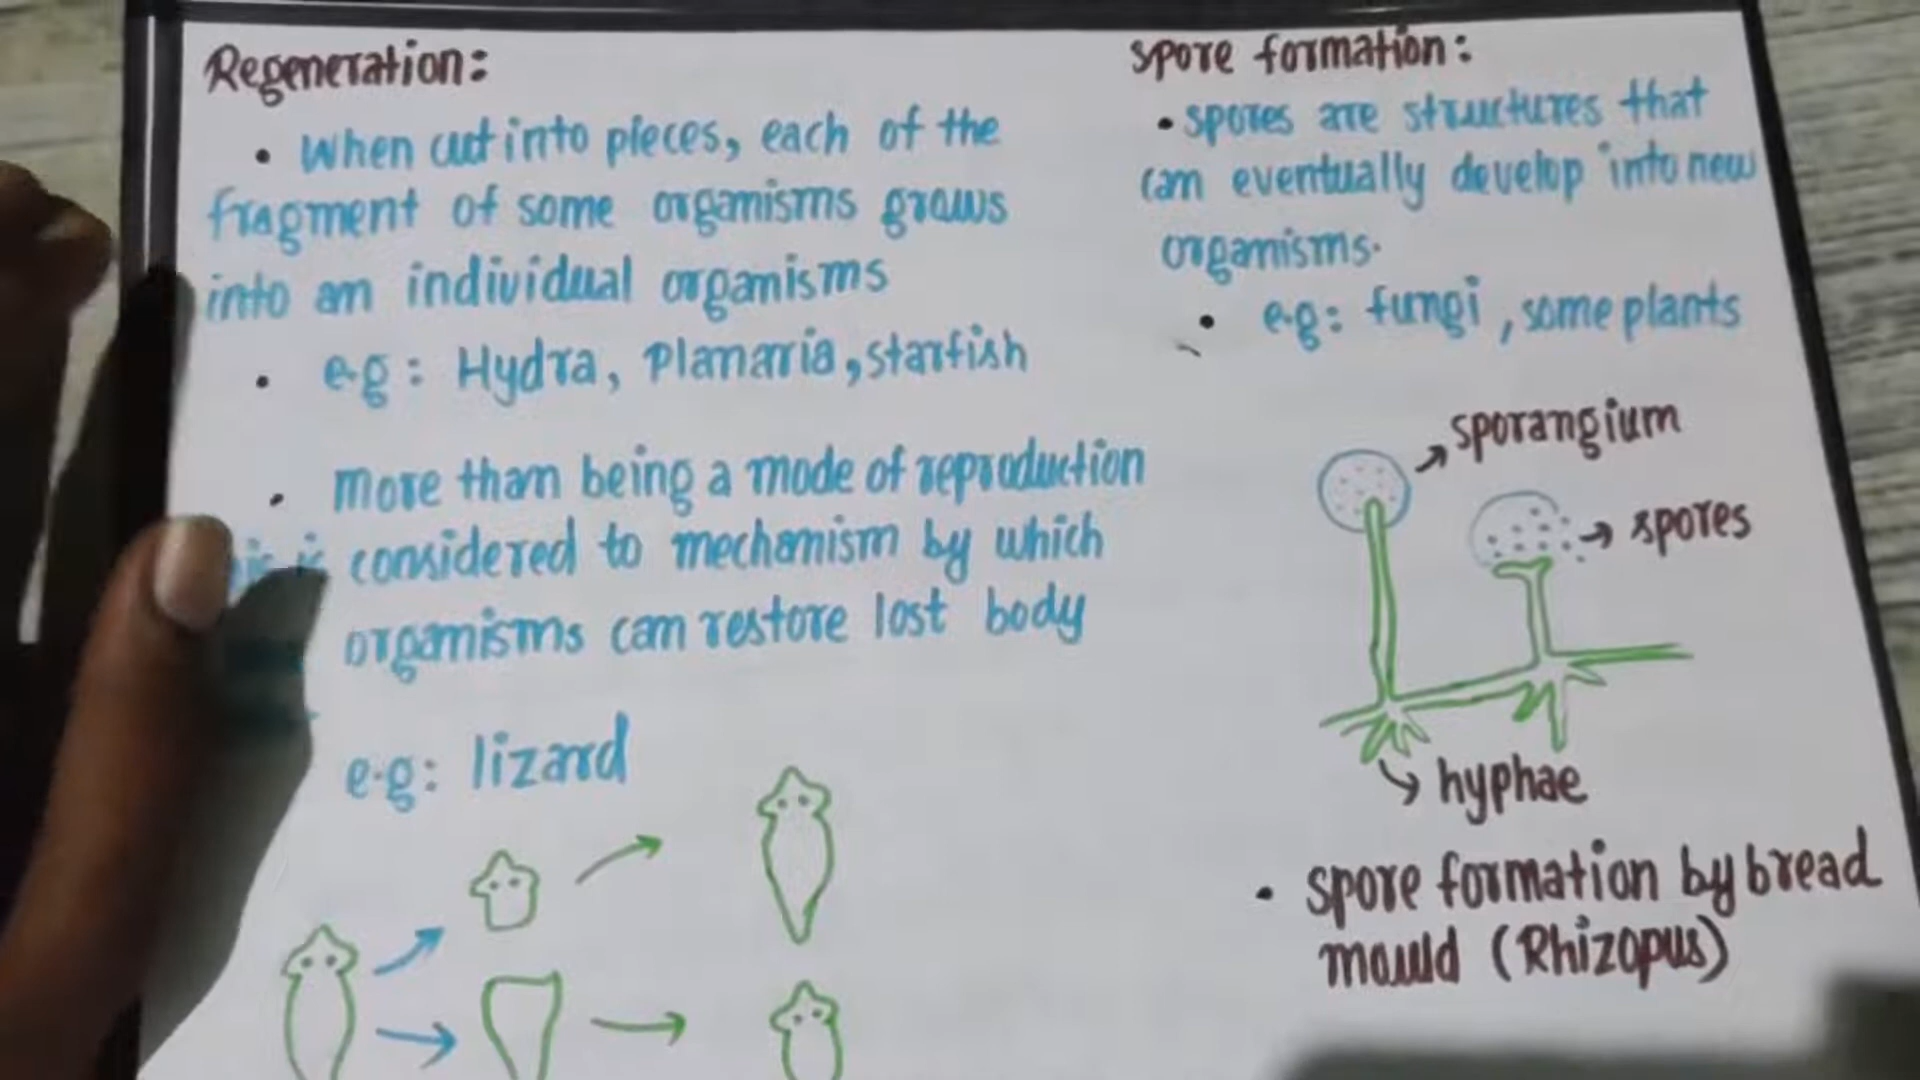 Regeneration:
• When cut into pieces, each of the
fragment of some organisms grows
into an individual organisms
• e.g: Hydra, Planaria, starfish
• More than being a mode of reproduction
considered to mechanism by which
organisms can restore lost body
e.g: lizard
spore formation:
• spores are structures that
can eventually develop into new
organisms.
• e.g: fungi, some plants
sporangium
spores
hyphae
• spore formation by bread
mould (Rhizopus)